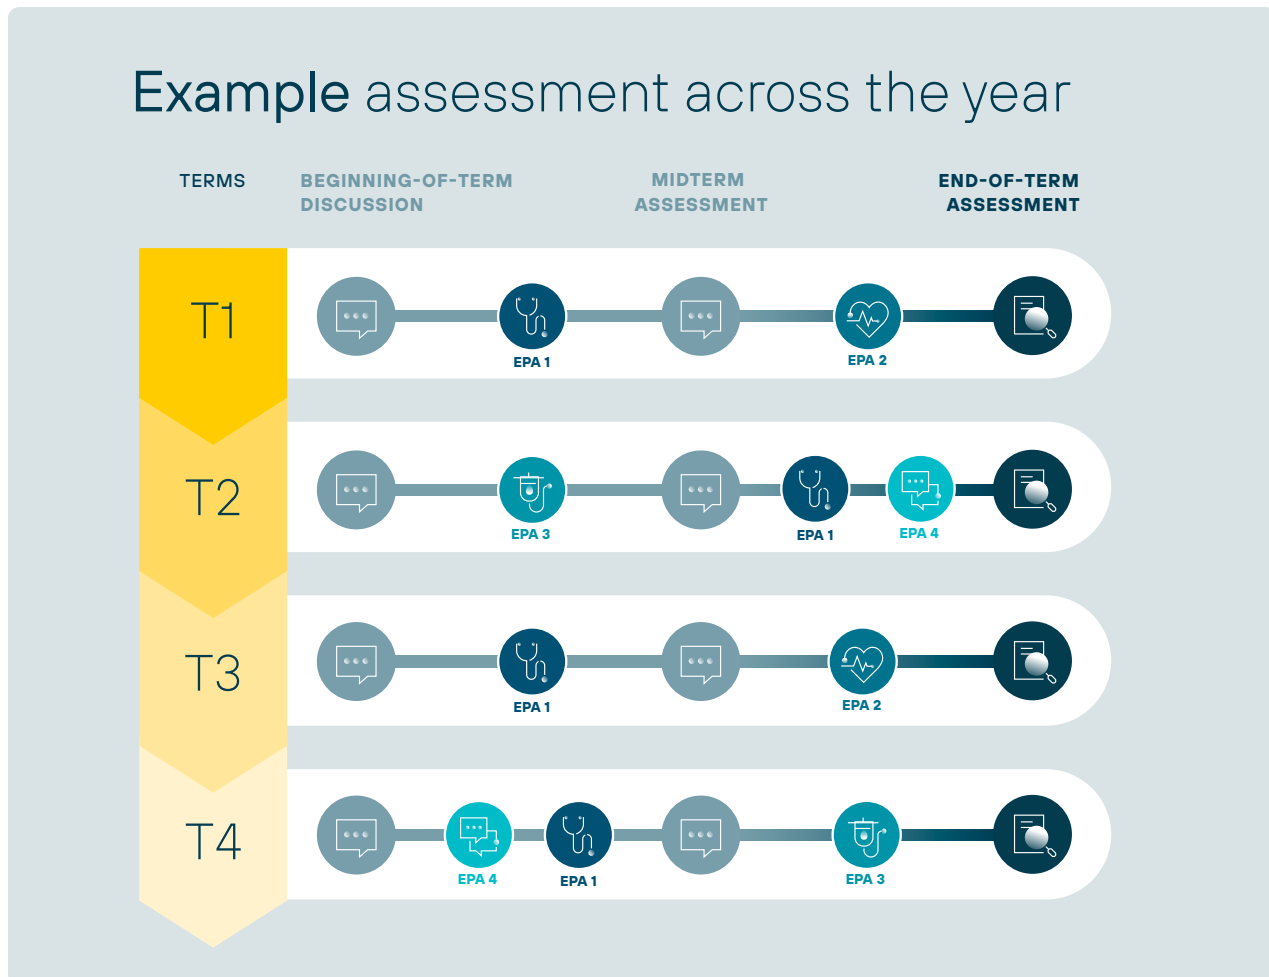 Example assessment across the year
TERMS
BEGINNING-OF-TERM
DISCUSSION
MIDTERM
ASSESSMENT
END-OF-TERM
ASSESSMENT
T1
EPA 1
EPA 2
T2
EPA 3
EPA 1
EPA 4
T3
EPA 1
EPA 2
T4
EPA 4
EPA 1
EPA 3